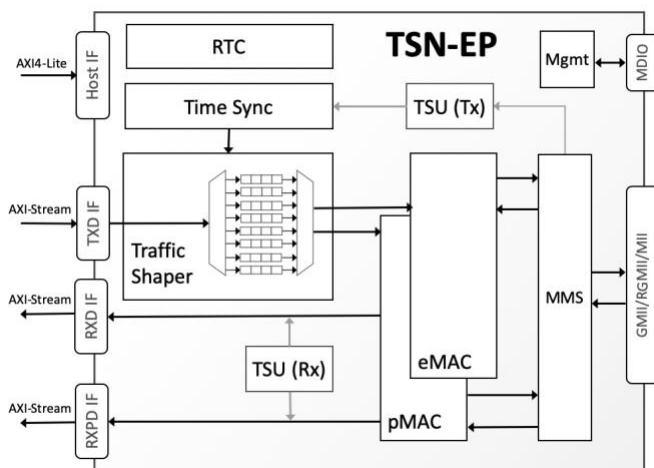 TSN-EP
RTC
Mgmt
MDIO
AXI4-Lite
Host IF
Time Sync
TSU (Tx)
AXI-Stream
TXD IF
Traffic
Shaper
AXI-Stream
RXD IF
TSU (Rx)
eMAC
MMS
GMII/RGMII/MII
AXI-Stream
RXPD IF
pMAC